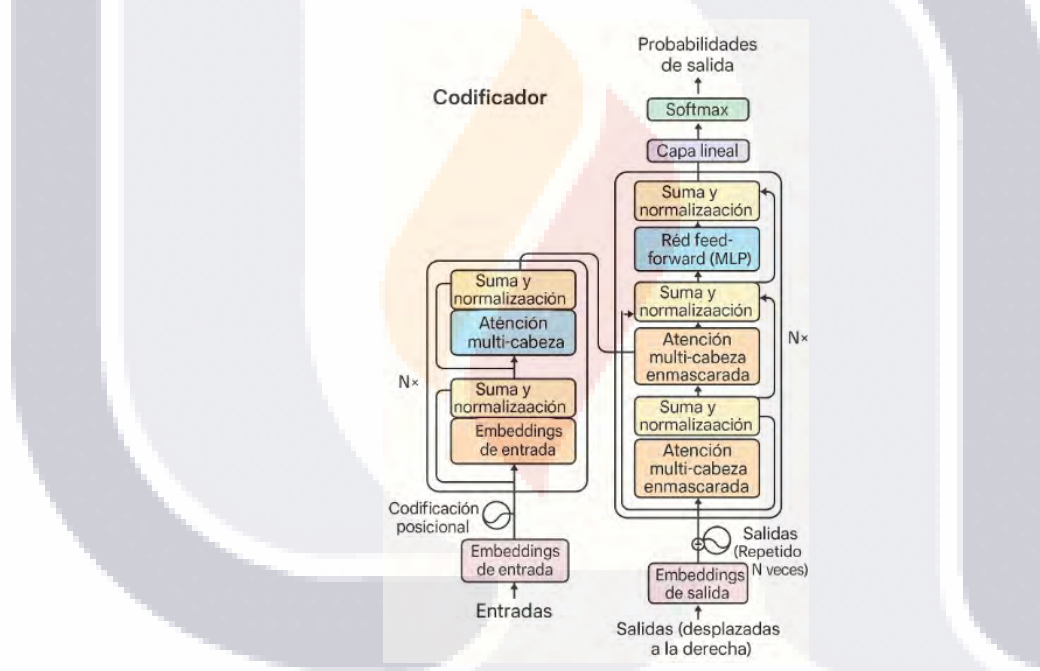 Codificador
Suma y
normalizaación
Atención
multi-cabeza
N×
Suma y
normalizaación
Embeddings
de entrada
Codificación
posicional
Embeddings
de entrada
Entradas
Probabilidades
de salida
Softmax
Capa lineal
Suma y
normalizaación
Réd feed-
forward (MLP)
Suma y
normalizaación
N×
Atención
multi-cabeza
enmascarada
Suma y
normalizaación
Atención
multi-cabeza
enmascarada
Salidas
(Repetido
N veces)
Embeddings
de salida
Salidas (desplazadas
a la derecha)